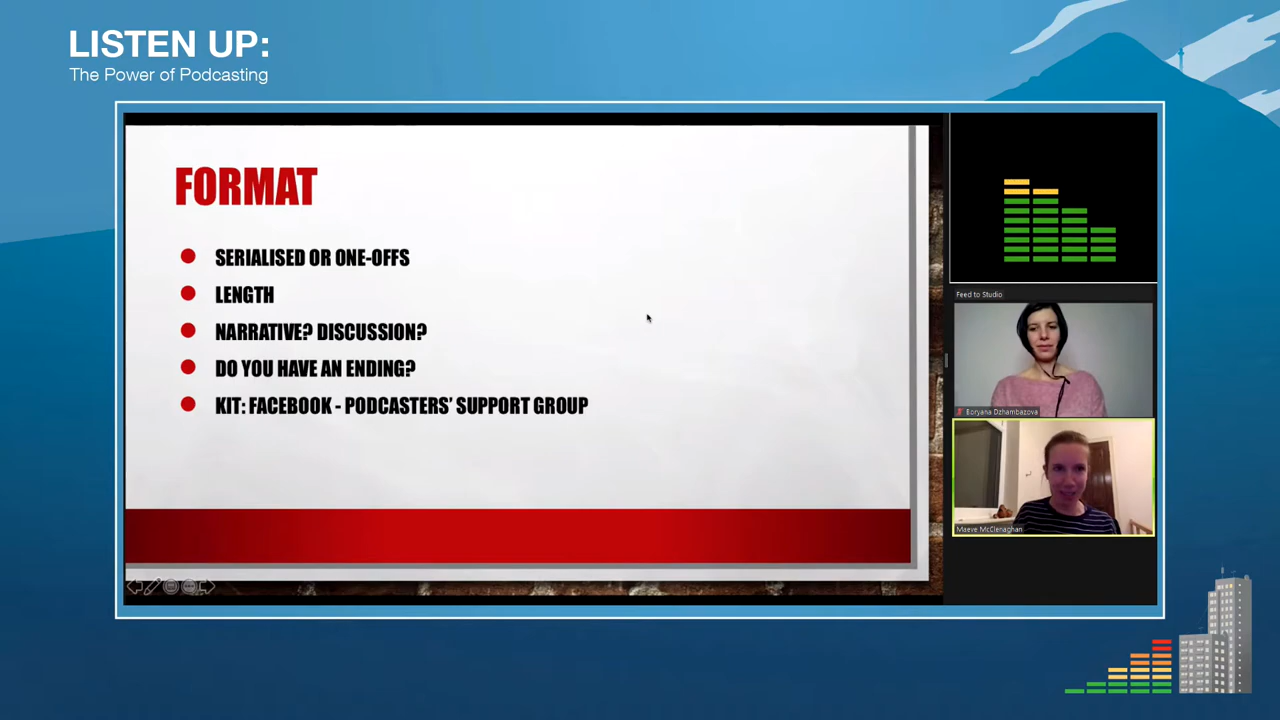 LISTEN UP:
The Power of Podcasting
FORMAT
SERIALISED OR ONE-OFFS
LENGTH
NARRATIVE? DISCUSSION?
DO YOU HAVE AN ENDING?
KIT: FACEBOOK - PODCASTERS' SUPPORT GROUP
Feed to Studio
Boryana Dzhambazova
Maeve McClenaghan